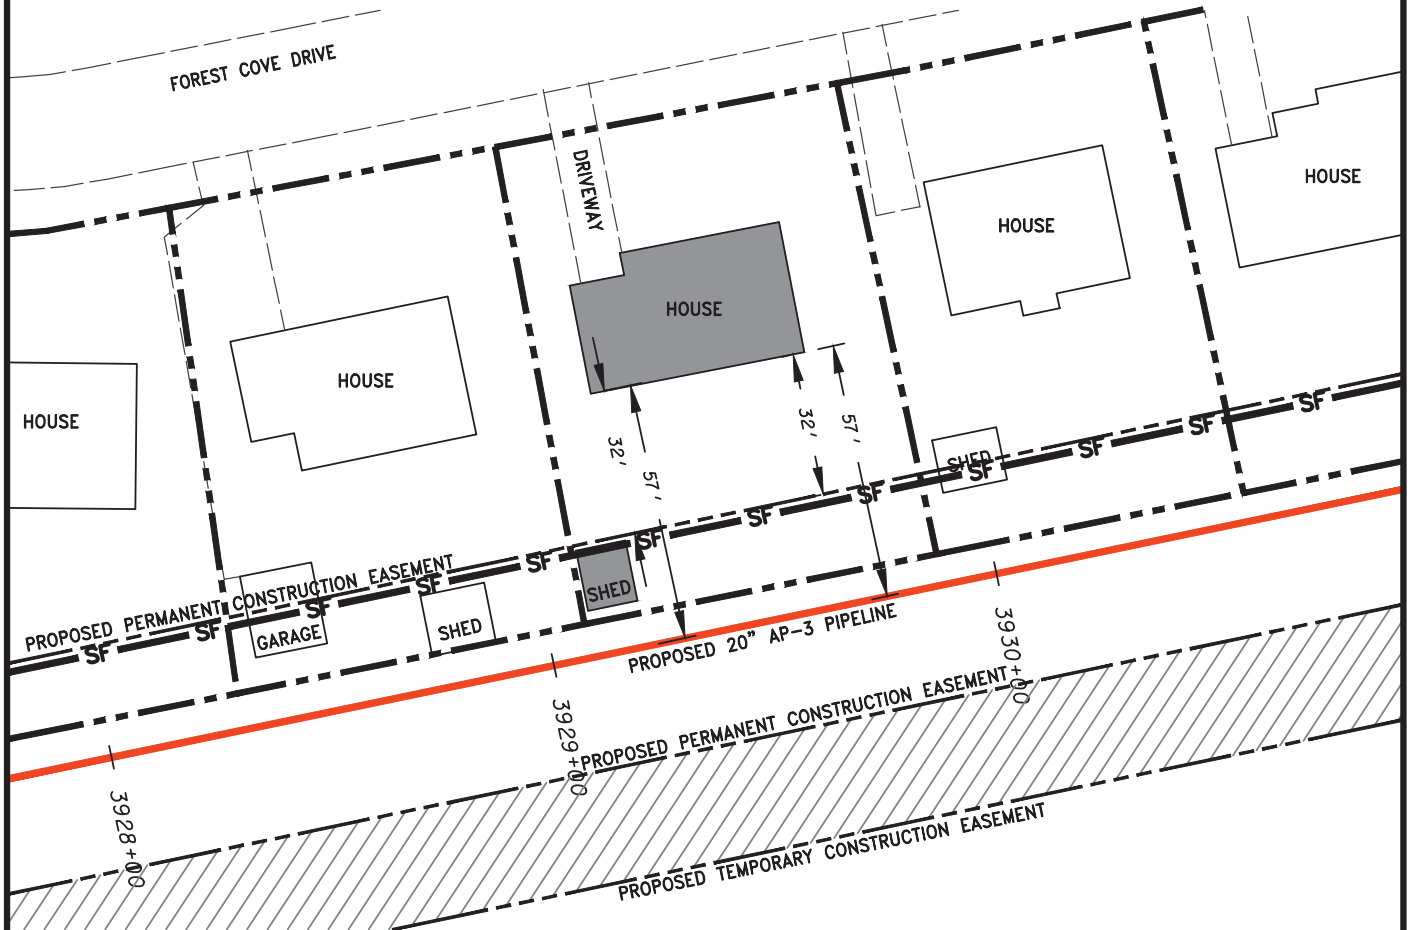 FOREST COVE DRIVE
DRIVEWAY
HOUSE
HOUSE
HOUSE
HOUSE
HOUSE
32'
57'
32'
57'
SHED
SF
SF
SF
SF
SF
SF
SF
SF
SF
SF
SF
SF
PROPOSED PERMANENT CONSTRUCTION EASEMENT
GARAGE
SHED
SHED
PROPOSED 20" AP-3 PIPELINE
3930+00
3929+00
3928+00
PROPOSED PERMANENT CONSTRUCTION EASEMENT
PROPOSED TEMPORARY CONSTRUCTION EASEMENT